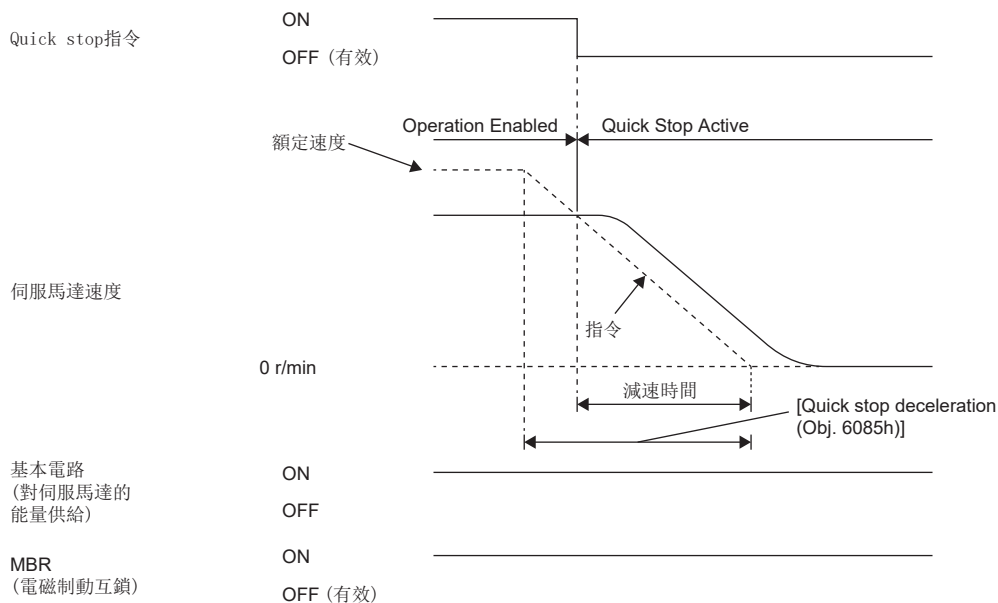 Quick stop指令
ON
OFF (有效)
Operation Enabled
Quick Stop Active
額定速度
伺服馬達速度
指令
0 r/min
減速時間
[Quick stop deceleration
(Obj. 6085h)]
基本電路
(對伺服馬達的
能量供給)
ON
OFF
MBR
(電磁制動互鎖)
ON
OFF (有效)